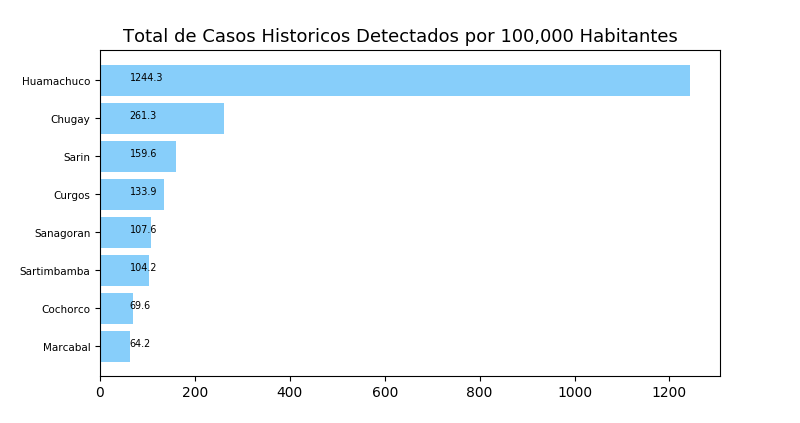 Total de Casos Historicos Detectados por 100,000 Habitantes
Huamachuco 1244.3
Chugay 261.3
Sarin 159.6
Curgos 133.9
Sanagoran 107.6
Sartimbamba 104.2
Cochorco 69.6
Marcabal 64.2
0 200 400 600 800 1000 1200